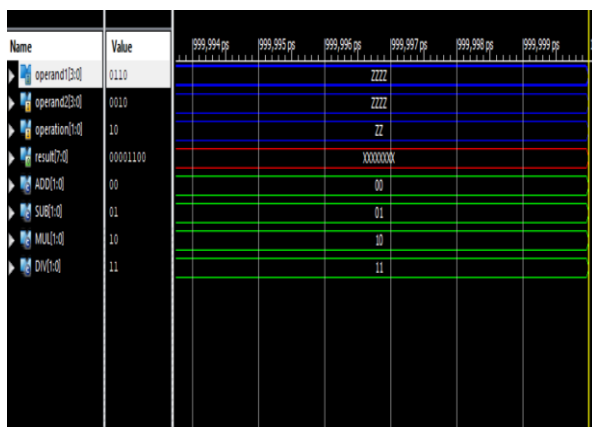 Name Value 999,994 ps 999,995 ps 999,996 ps 999,997 ps 999,998 ps 999,999 ps
operand1[3:0] 0110 ZZZZ
operand2[3:0] 0010 ZZZZ
operation[1:0] 10 ZZ
result[7:0] 00001100 XXXXXXXX
ADD[1:0] 00 00
SUB[1:0] 01 01
MUL[1:0] 10 10
DIV[1:0] 11 11